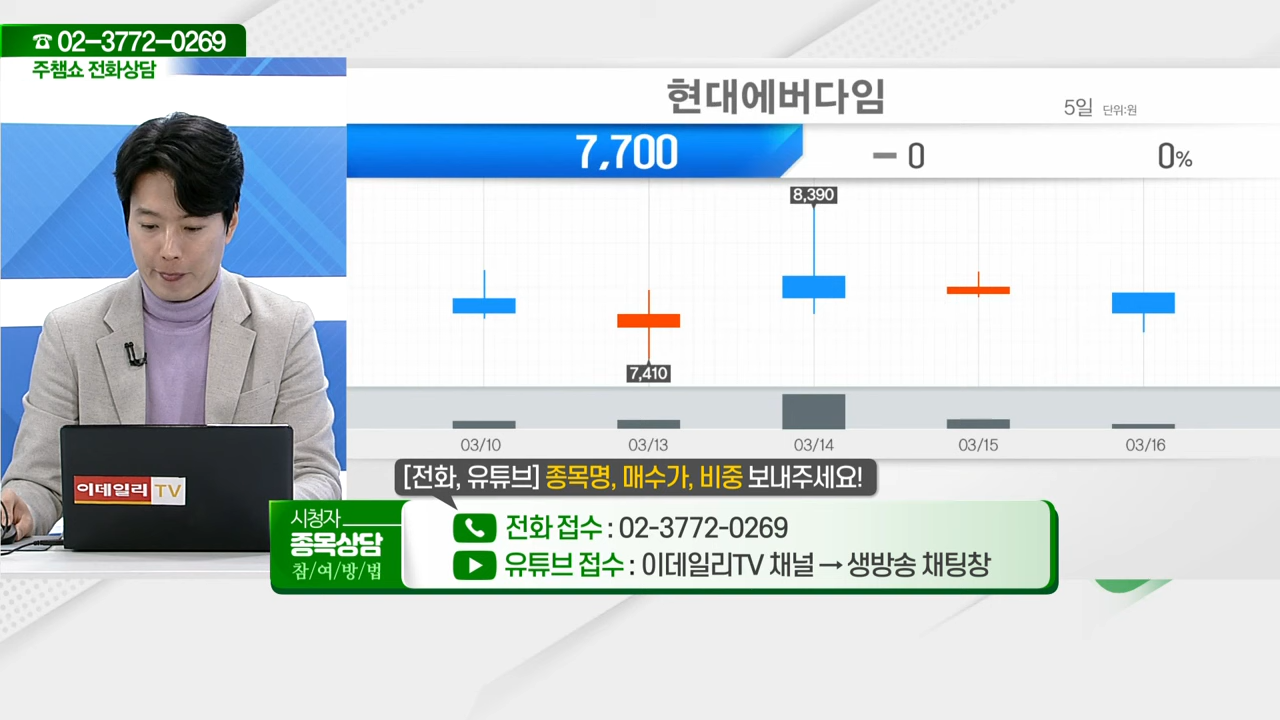 ☎ 02-3772-0269
주챔쇼 전화상담
현대에버다임
5일 단위:원
7,700
0
0%
8,390
7,410
03/10 03/13 03/14 03/15 03/16
[전화, 유튜브] 종목명, 매수가, 비중 보내주세요!
시청자
종목상담
참/여/방/법
전화 접수 : 02-3772-0269
유튜브 접수 : 이데일리TV 채널 → 생방송 채팅창
이데일리 TV